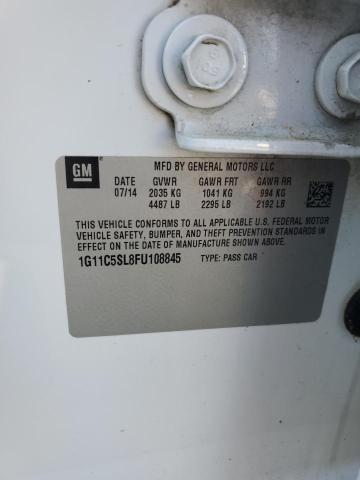 MFD BY GENERAL MOTORS LLC
GM DATE GVWR GAWR FRT GAWR RR
07/14 2035 KG 1041 KG 994 KG
4487 LB 2295 LB 2192 LB
THIS VEHICLE CONFORMS TO ALL APPLICABLE U.S. FEDERAL MOTOR
VEHICLE SAFETY, BUMPER, AND THEFT PREVENTION STANDARDS
IN EFFECT ON THE DATE OF MANUFACTURE SHOWN ABOVE.
1G11C5SL8FU108845 TYPE: PASS CAR